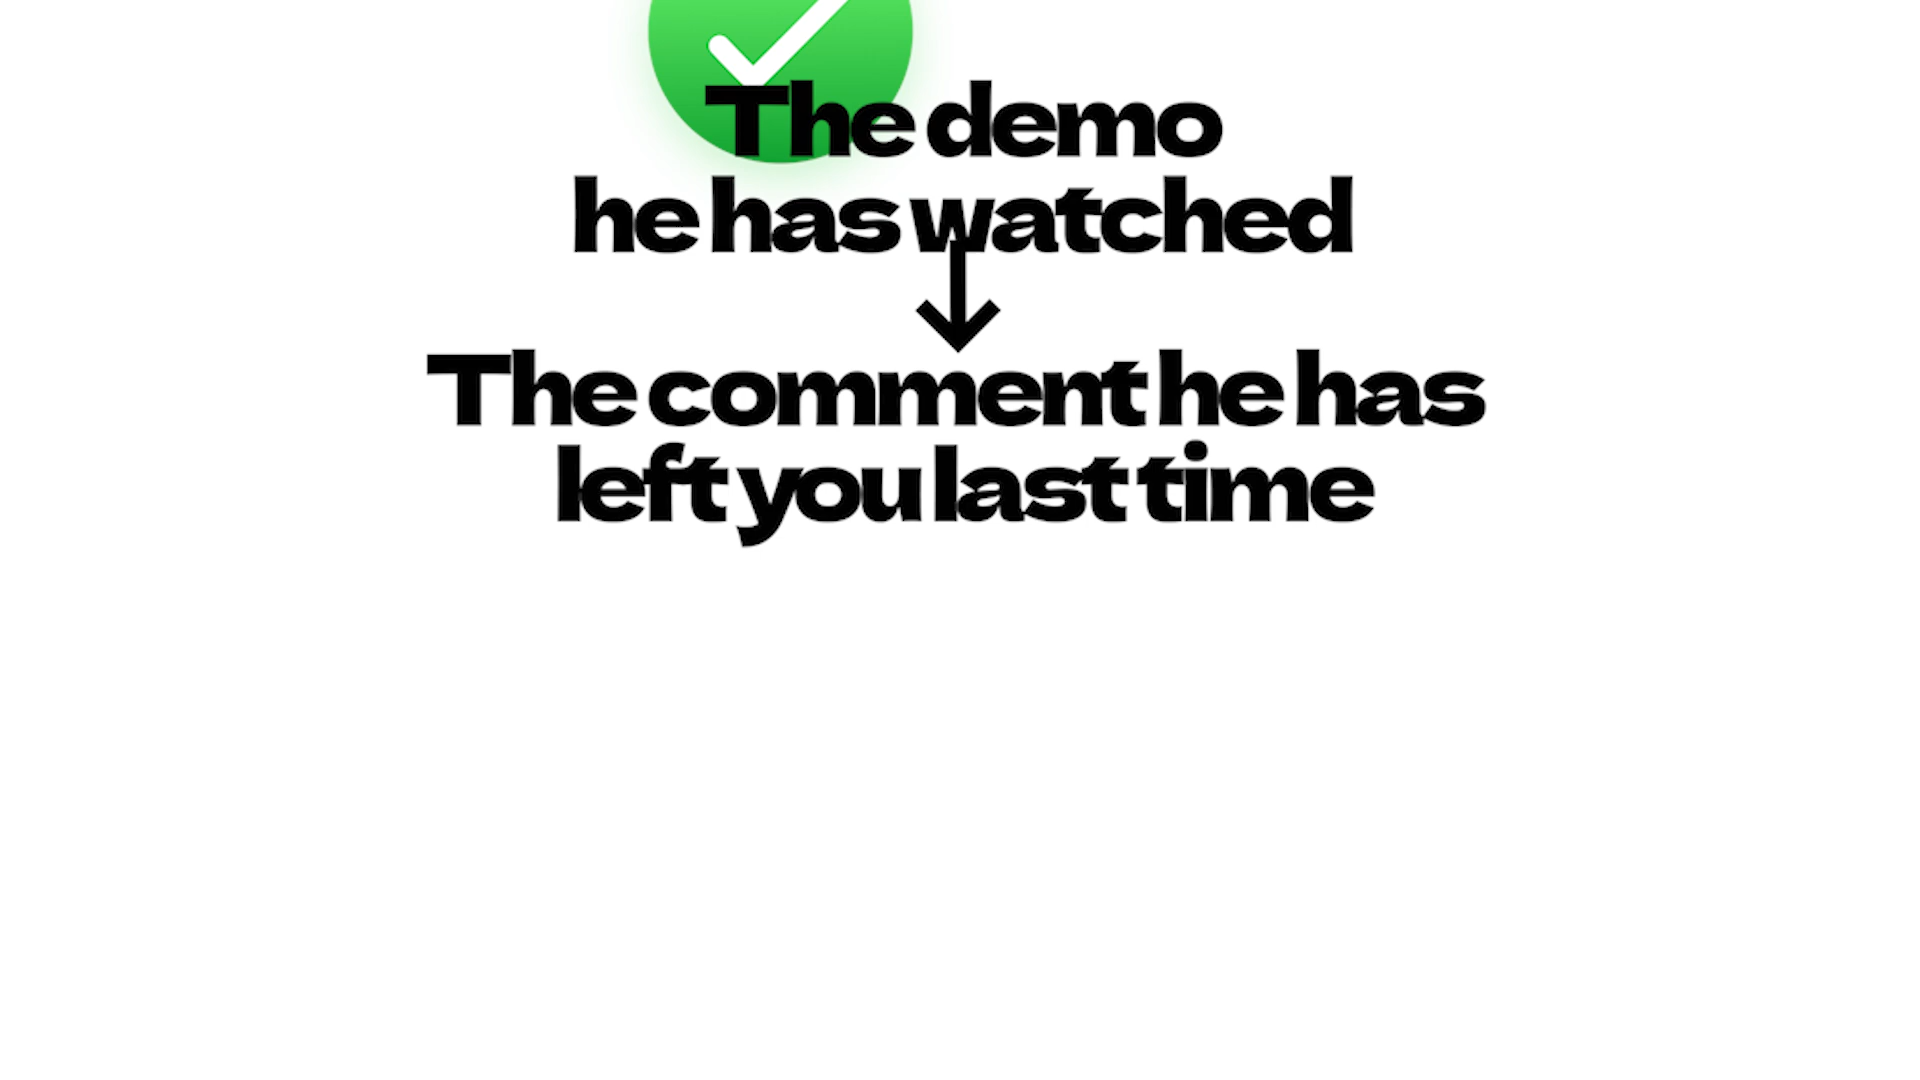 The demo
he has watched
The comment he has
left you last time